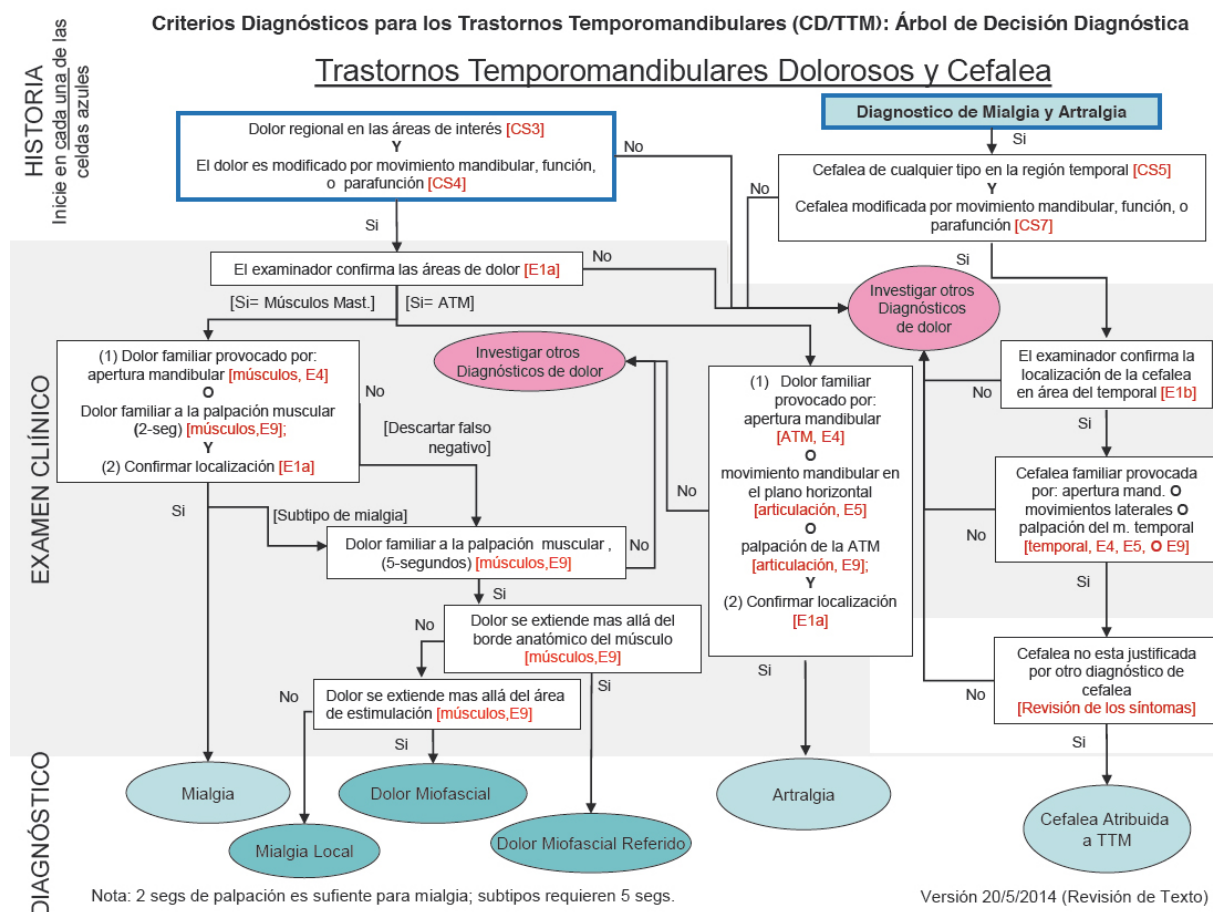 Criterios Diagnósticos para los Trastornos Temporomandibulares (CD/TTM): Árbol de Decisión Diagnóstica
Trastornos Temporomandibulares Dolorosos y Cefalea
HISTORIA
Inicie en cada una de las
celdas azules
Dolor regional en las áreas de interés [CS3]
Y
El dolor es modificado por movimiento mandibular, función,
o parafunción [CS4]
No
Si
Diagnostico de Mialgia y Artralgia
Si
Cefalea de cualquier tipo en la región temporal [CS5]
Y
Cefalea modificada por movimiento mandibular, función, o
parafunción [CS7]
No
Si
EXAMEN CLIÍNICO
El examinador confirma las áreas de dolor [E1a]
No
[Si= Músculos Mast.]
[Si= ATM]
Investigar otros
Diagnósticos
de dolor
(1) Dolor familiar provocado por:
apertura mandibular [músculos, E4]
O
Dolor familiar a la palpación muscular
(2-seg) [músculos,E9];
Y
(2) Confirmar localización [E1a]
No
[Descartar falso
negativo]
Si
[Subtipo de mialgia]
Investigar otros
Diagnósticos de dolor
Dolor familiar a la palpación muscular ,
(5-segundos) [músculos,E9]
No
Si
Dolor se extiende mas allá del
borde anatómico del músculo
[músculos,E9]
No
Si
Dolor se extiende mas allá del área
de estimulación [músculos,E9]
No
Si
(1) Dolor familiar
provocado por:
apertura mandibular
[ATM, E4]
O
movimiento mandibular en
el plano horizontal
[articulación, E5]
O
palpación de la ATM
[articulación, E9];
Y
(2) Confirmar localización
[E1a]
No
Si
El examinador confirma la
localización de la cefalea
en área del temporal [E1b]
No
Si
Cefalea familiar provocada
por: apertura mand. O
movimientos laterales O
palpación del m. temporal
[temporal, E4, E5, O E9]
No
Si
Cefalea no esta justificada
por otro diagnóstico de
cefalea
[Revisión de los síntomas]
No
Si
DIAGNÓSTICO
Mialgia
Mialgia Local
Dolor Miofascial
Dolor Miofascial Referido
Artralgia
Cefalea Atribuida
a TTM
Nota: 2 segs de palpación es sufiente para mialgia; subtipos requieren 5 segs.
Versión 20/5/2014 (Revisión de Texto)